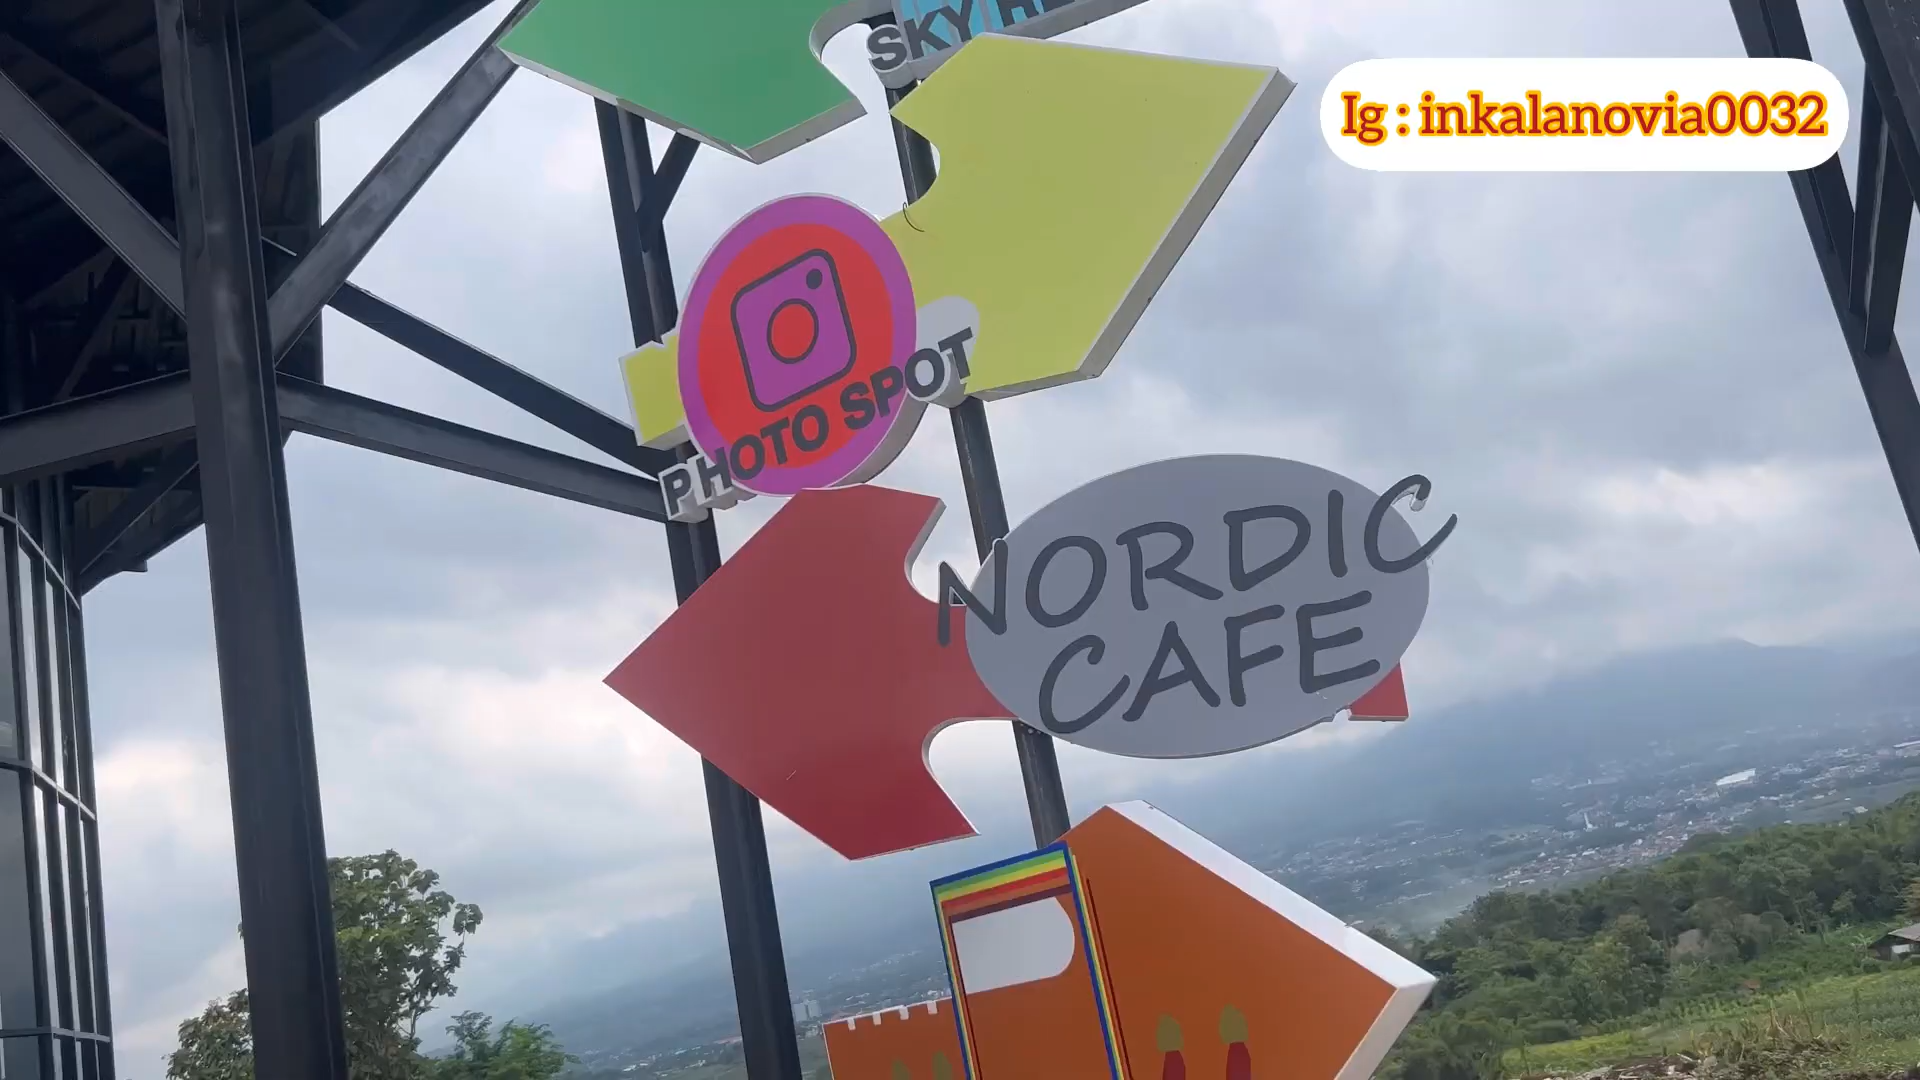 SKY
Ig : inkalanovia0032
PHOTO SPOT
NORDIC
CAFE